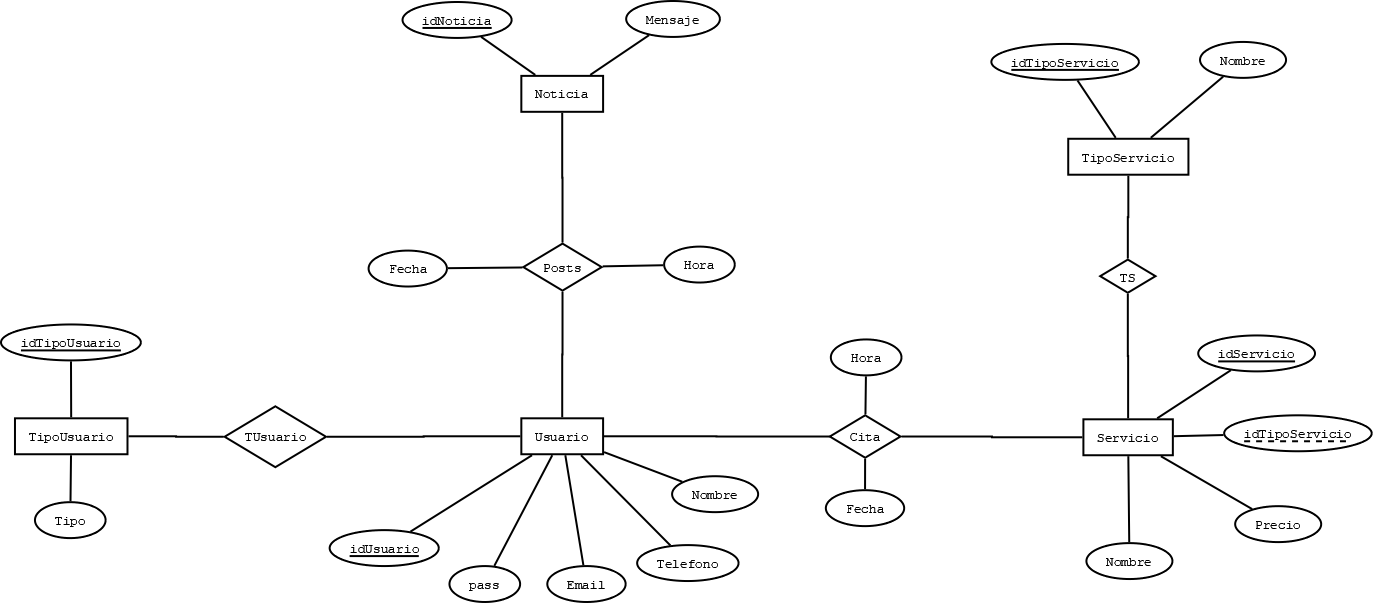 idNoticia
Mensaje
Noticia
idTipoServicio
Nombre
TipoServicio
Fecha
Posts
Hora
TS
idTipoUsuario
Hora
idServicio
TipoUsuario
TUsuario
Usuario
Cita
Servicio
idTipoServicio
Tipo
Nombre
Fecha
Precio
idUsuario
pass
Email
Telefono
Nombre